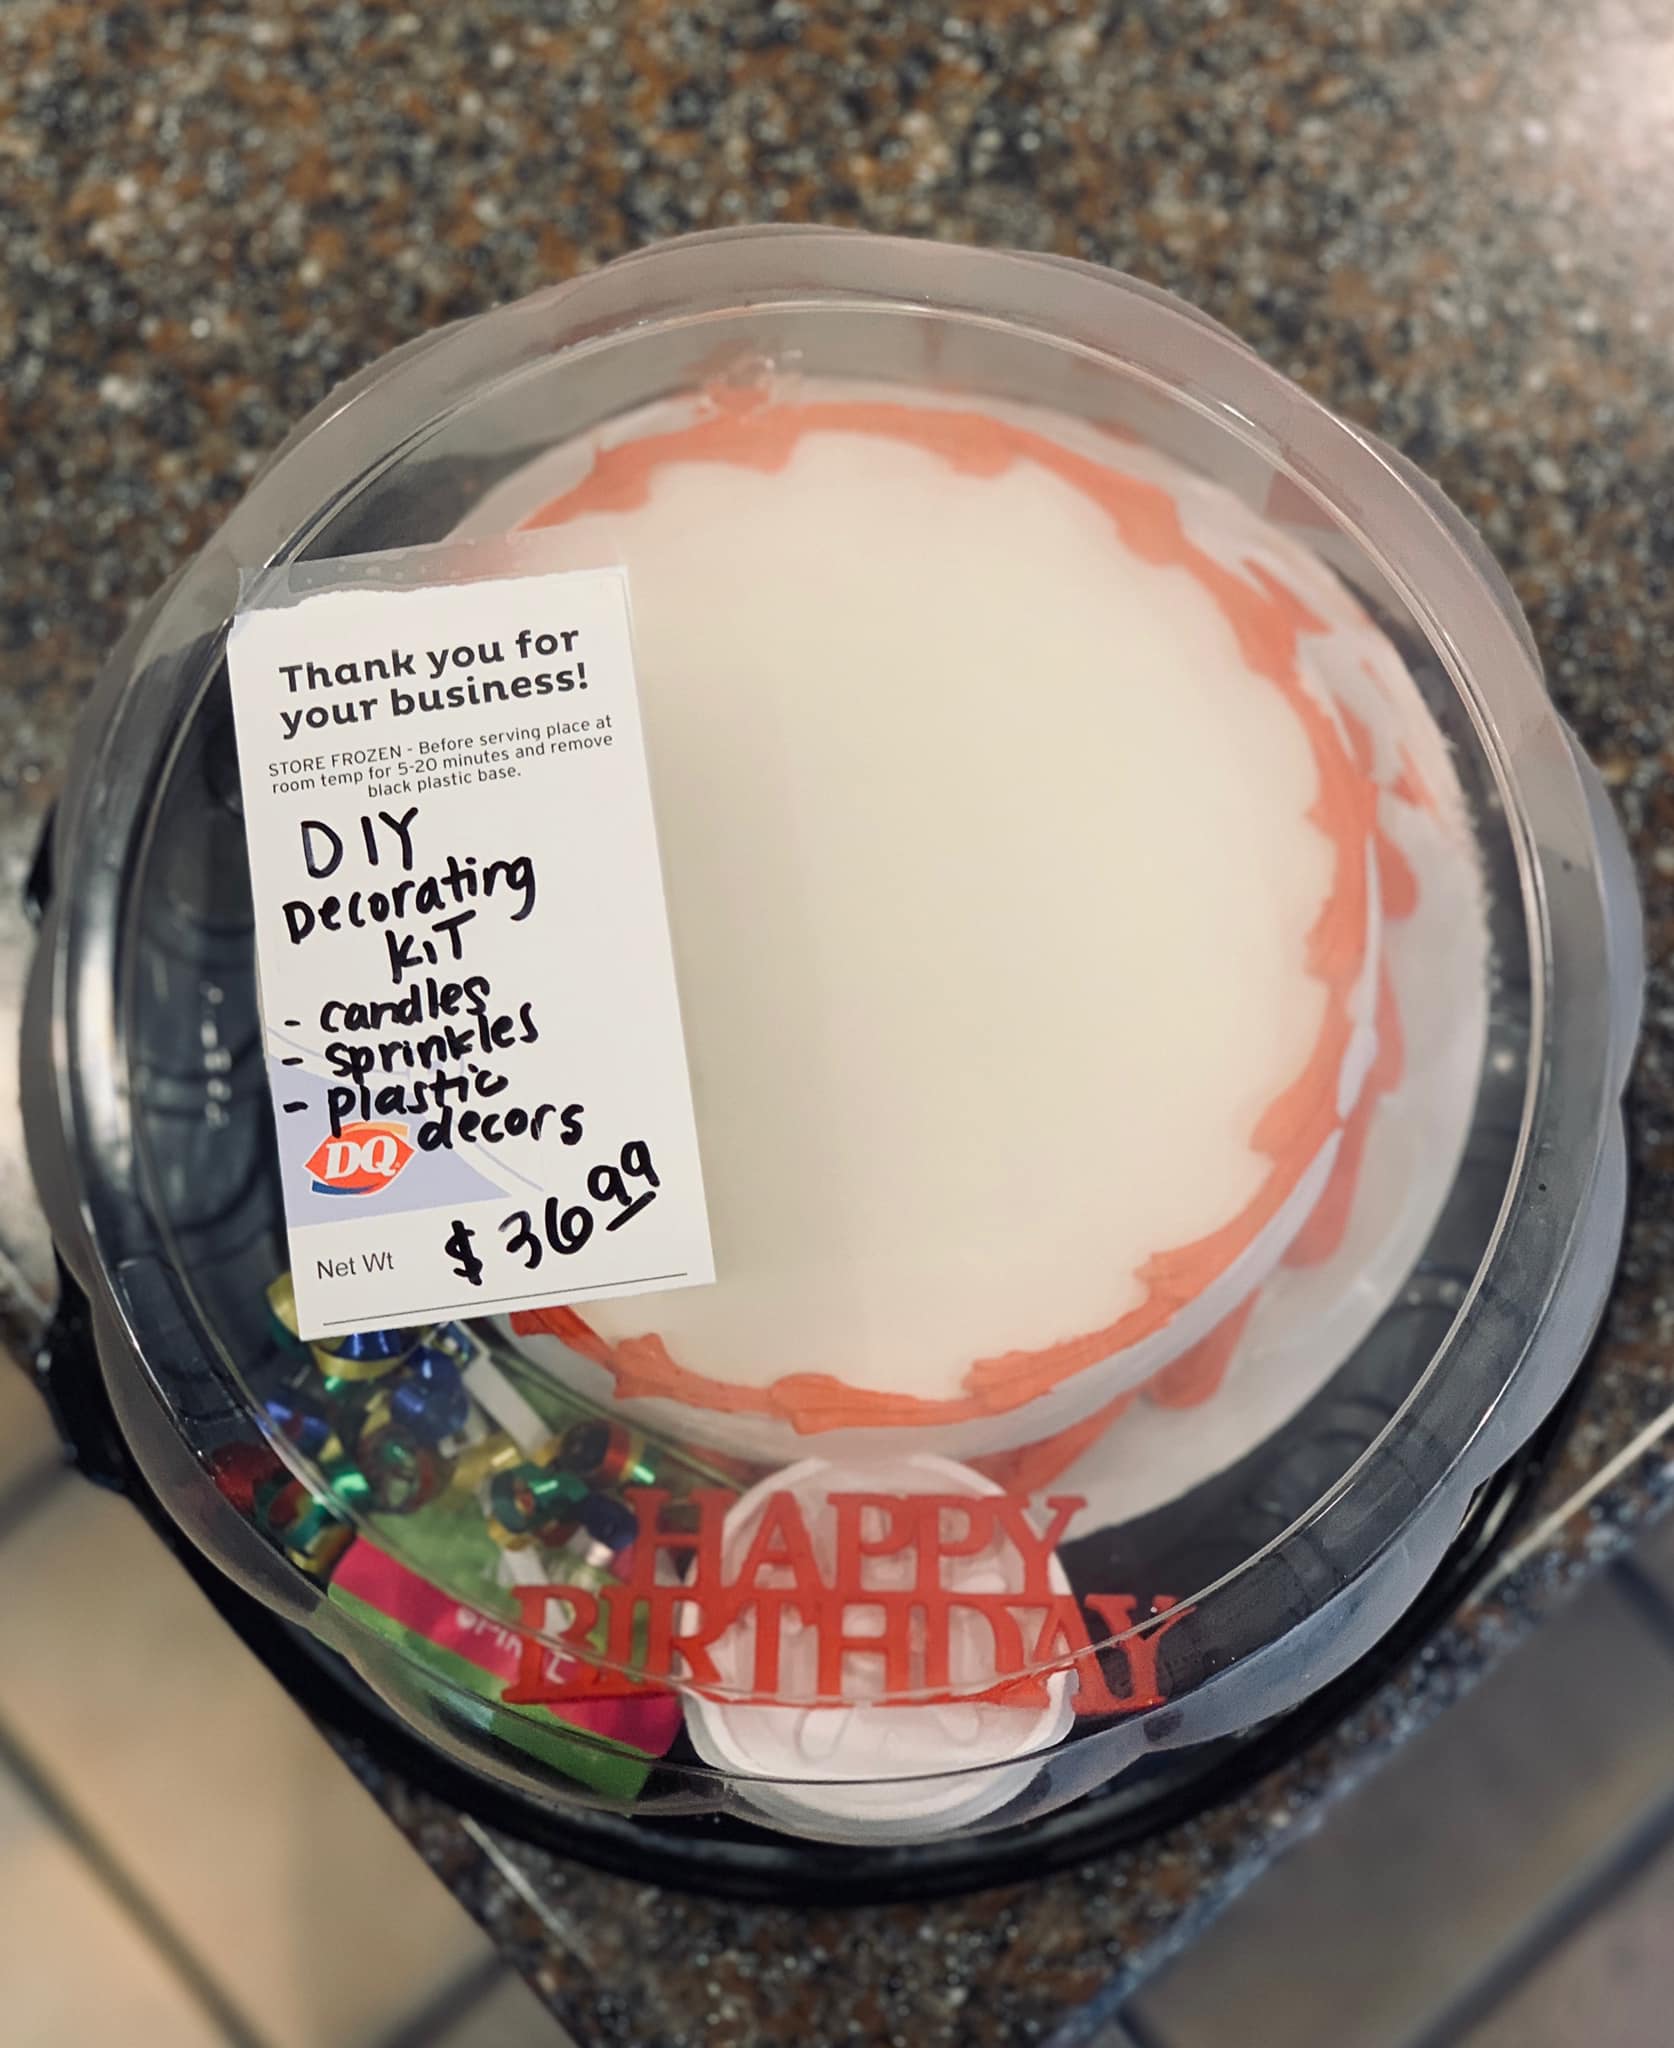 Thank you for
your business!
STORE FROZEN - Before serving place at
room temp for 5-20 minutes and remove
black plastic base.
DIY
Decorating
KiT
- candles
- sprinkles
- plastic
decors
DQ
$36.99
Net Wt
HAPPY
BIRTHDAY